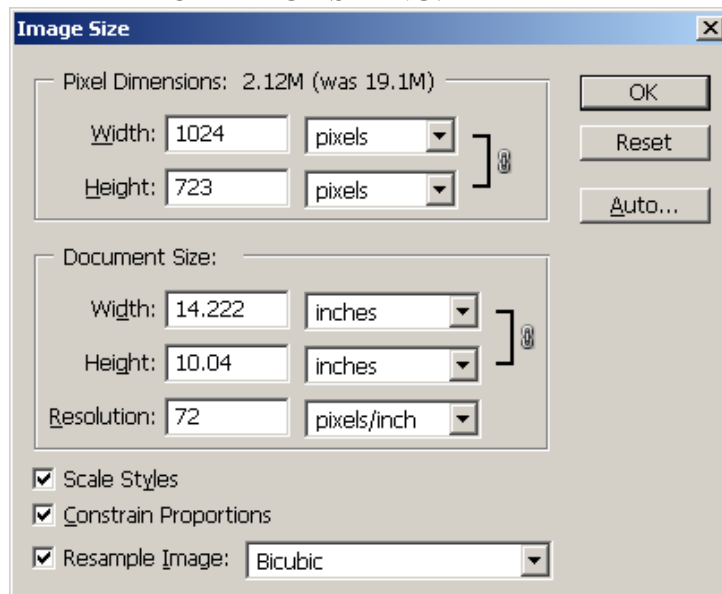 Image Size
Pixel Dimensions: 2.12M (was 19.1M)
OK
Width: 1024 pixels
Reset
Height: 723 pixels
Auto...
Document Size:
Width: 14.222 inches
Height: 10.04 inches
Resolution: 72 pixels/inch
Scale Styles
Constrain Proportions
Resample Image: Bicubic